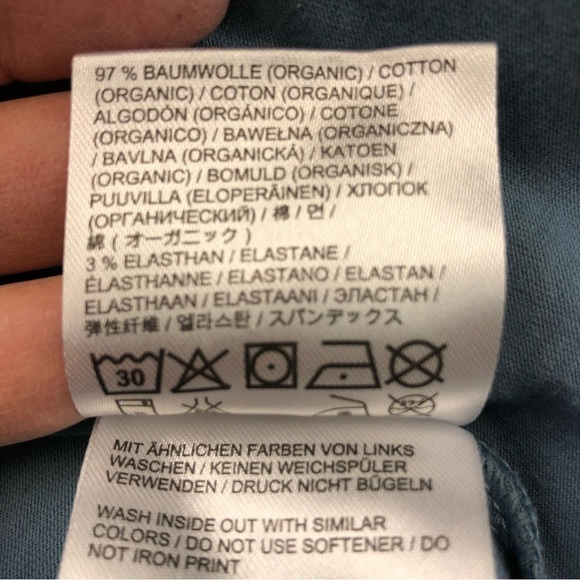 97 % BAUMWOLLE (ORGANIC) / COTTON
(ORGANIC) / COTON (ORGANIQUE) /
ALGODÓN (ORGÁNICO) / COTONE
(ORGANICO) / BAWEŁNA (ORGANICZNA)
/ BAVLNA (ORGANICKÁ) / KATOEN
(ORGANIC) / BOMULD (ORGANISK) /
PUUVILLA (ELOPERÄINEN) / ХЛОПОК
(ОРГАНИЧЕСКИЙ) / 棉 / 면 /
綿 ( オーガニック )
3 % ELASTHAN / ELASTANE /
ÉLASTHANNE / ELASTANO / ELASTAN /
ELASTHAAN / ELASTAANI / ЭЛАСТАН /
弹性纤维 / 엘라스탄 / スパンデックス
30
MIT ÄHNLICHEN FARBEN VON LINKS
WASCHEN / KEINEN WEICHSPÜLER
VERWENDEN / DRUCK NICHT BÜGELN
WASH INSIDE OUT WITH SIMILAR
COLORS / DO NOT USE SOFTENER / DO
NOT IRON PRINT